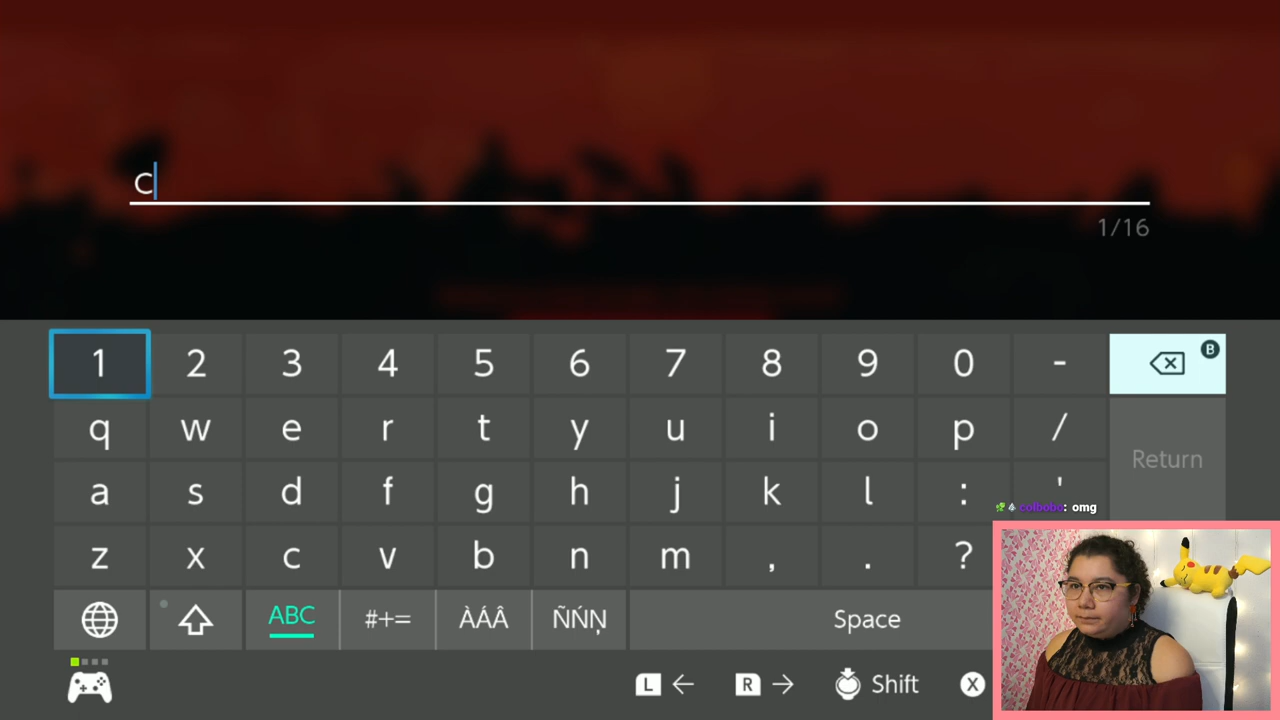 C
1/16
1 2 3 4 5 6 7 8 9 0 - B
q w e r t y u i o p /
Return
a s d f g h j k l : '
colbobo: omg
z x c v b n m , . ?
ABC #+= ÀÁÂ ÑŃŅ Space
L ← R → Shift X